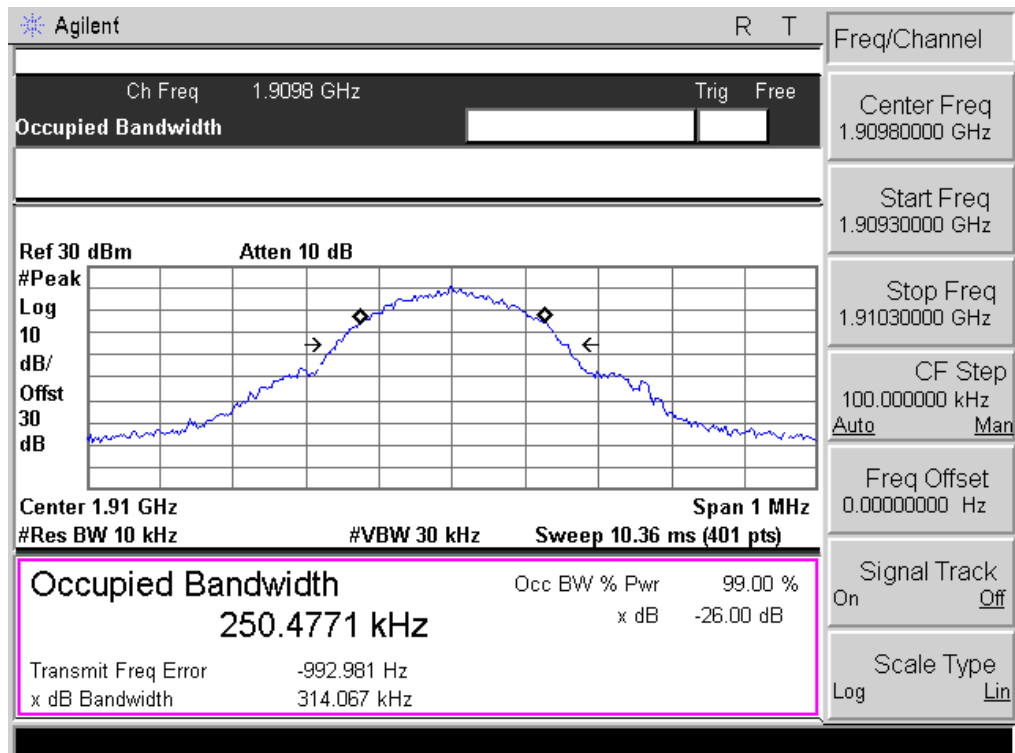 Agilent R T
Freq/Channel
Ch Freq 1.9098 GHz Trig Free
Occupied Bandwidth
Center Freq
1.90980000 GHz
Start Freq
1.90930000 GHz
Ref 30 dBm Atten 10 dB
#Peak
Log
10
dB/
Offst
30
dB
Stop Freq
1.91030000 GHz
CF Step
100.000000 kHz
Auto Man
Center 1.91 GHz Span 1 MHz
#Res BW 10 kHz #VBW 30 kHz Sweep 10.36 ms (401 pts)
Freq Offset
0.00000000 Hz
Occupied Bandwidth Occ BW % Pwr 99.00 %
250.4771 kHz x dB -26.00 dB
Transmit Freq Error -992.981 Hz
x dB Bandwidth 314.067 kHz
Signal Track
On Off
Scale Type
Log Lin